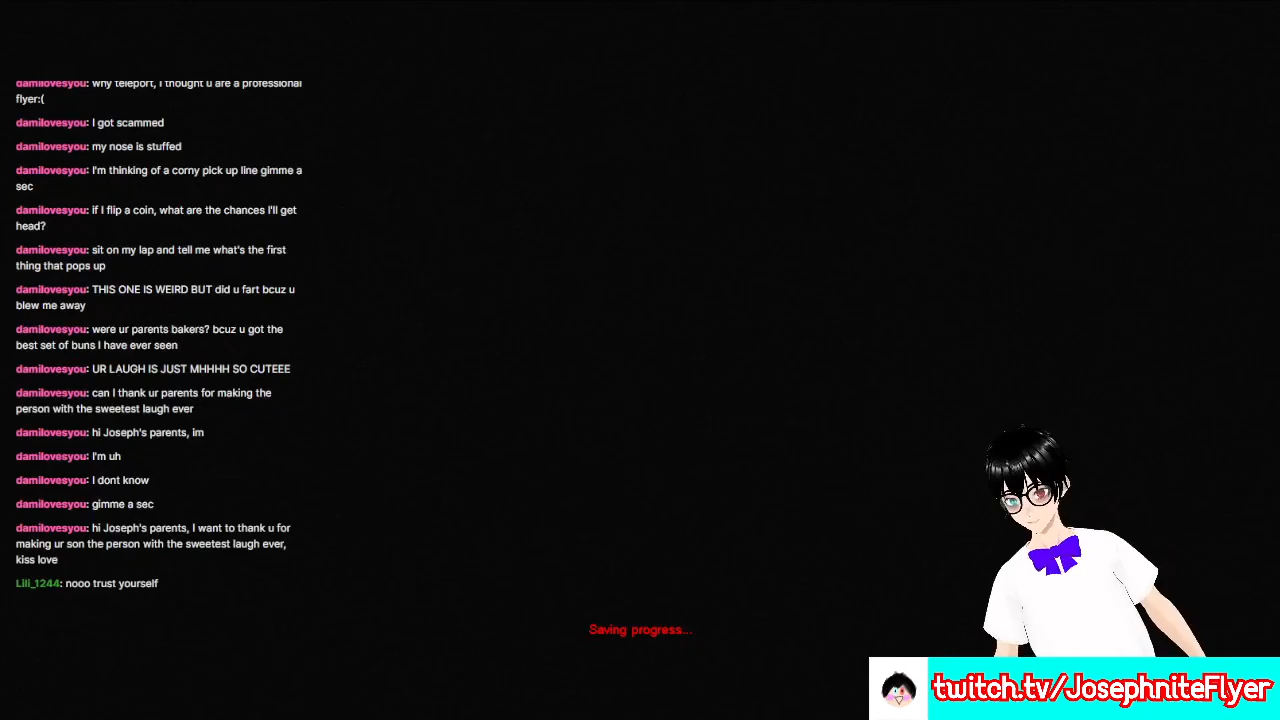 damilovesyou: why teleport, i thought u are a professional
flyer:(
damilovesyou: I got scammed
damilovesyou: my nose is stuffed
damilovesyou: I'm thinking of a corny pick up line gimme a
sec
damilovesyou: if I flip a coin, what are the chances I'll get
head?
damilovesyou: sit on my lap and tell me what's the first
thing that pops up
damilovesyou: THIS ONE IS WEIRD BUT did u fart bcuz u
blew me away
damilovesyou: were ur parents bakers? bcuz u got the
best set of buns I have ever seen
damilovesyou: UR LAUGH IS JUST MHHHH SO CUTEEE
damilovesyou: can I thank ur parents for making the
person with the sweetest laugh ever
damilovesyou: hi Joseph's parents, im
damilovesyou: I'm uh
damilovesyou: I dont know
damilovesyou: gimme a sec
damilovesyou: hi Joseph's parents, I want to thank u for
making ur son the person with the sweetest laugh ever,
kiss love
Lili_1244: nooo trust yourself
Saving progress...
twitch.tv/JosephniteFlyer